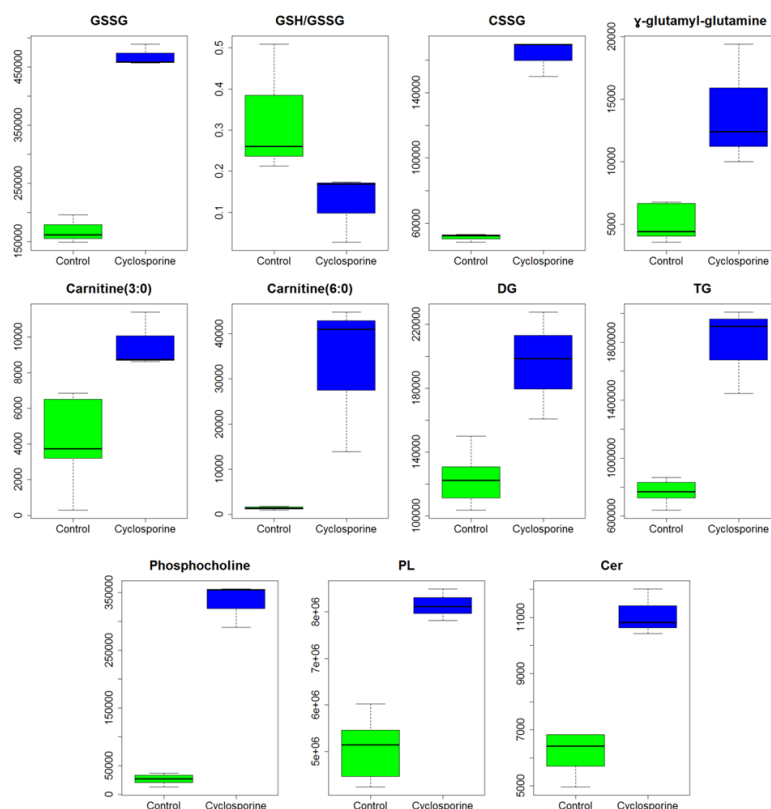 GSSG
450000
350000
250000
150000
Control Cyclosporine
GSH/GSSG
0.5
0.4
0.3
0.2
0.1
Control Cyclosporine
CSSG
140000
100000
60000
Control Cyclosporine
ɣ-glutamyl-glutamine
20000
15000
10000
5000
Control Cyclosporine
Carnitine(3:0)
10000
8000
6000
4000
2000
0
Control Cyclosporine
Carnitine(6:0)
40000
30000
20000
10000
0
Control Cyclosporine
DG
220000
180000
140000
100000
Control Cyclosporine
TG
1800000
1400000
1000000
600000
Control Cyclosporine
Phosphocholine
350000
250000
150000
50000
0
Control Cyclosporine
PL
8e+06
7e+06
6e+06
5e+06
Control Cyclosporine
Cer
11000
9000
7000
5000
Control Cyclosporine